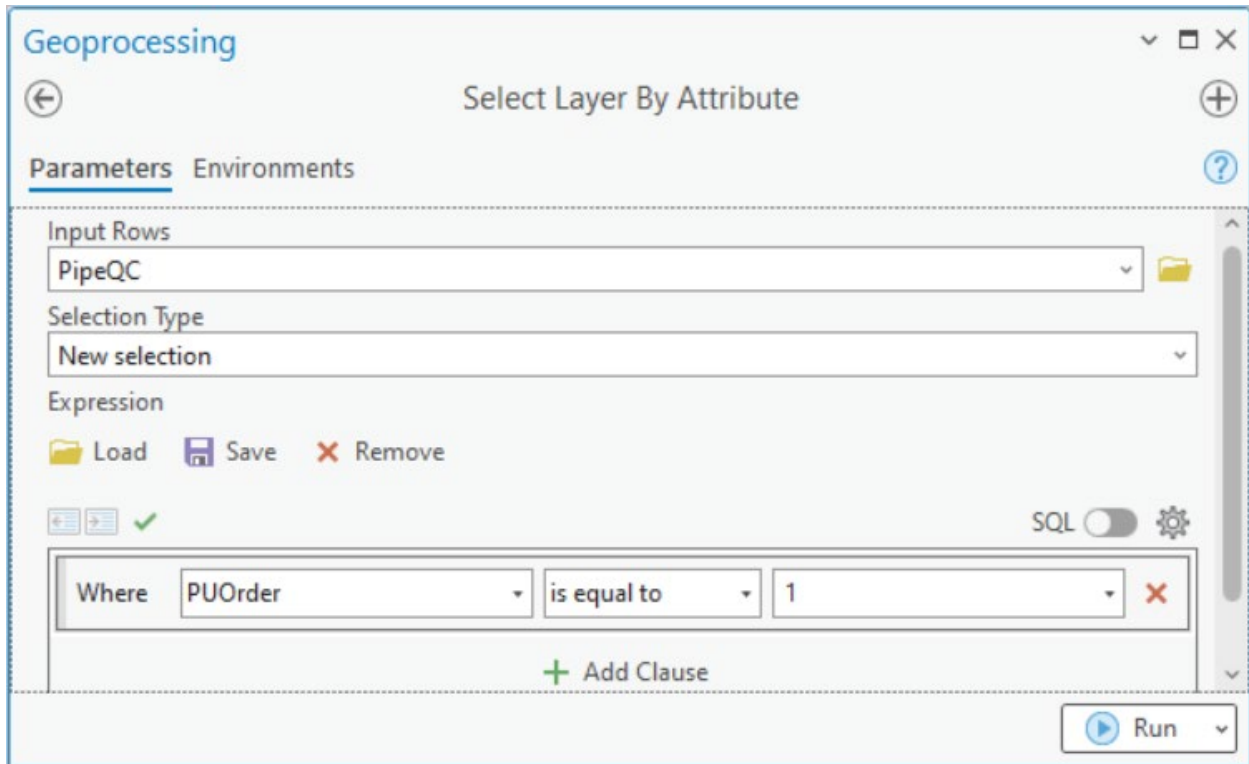 Geoprocessing
Select Layer By Attribute
Parameters Environments
Input Rows
PipeQC
Selection Type
New selection
Expression
Load Save Remove
SQL
Where PUOrder is equal to 1
Add Clause
Run